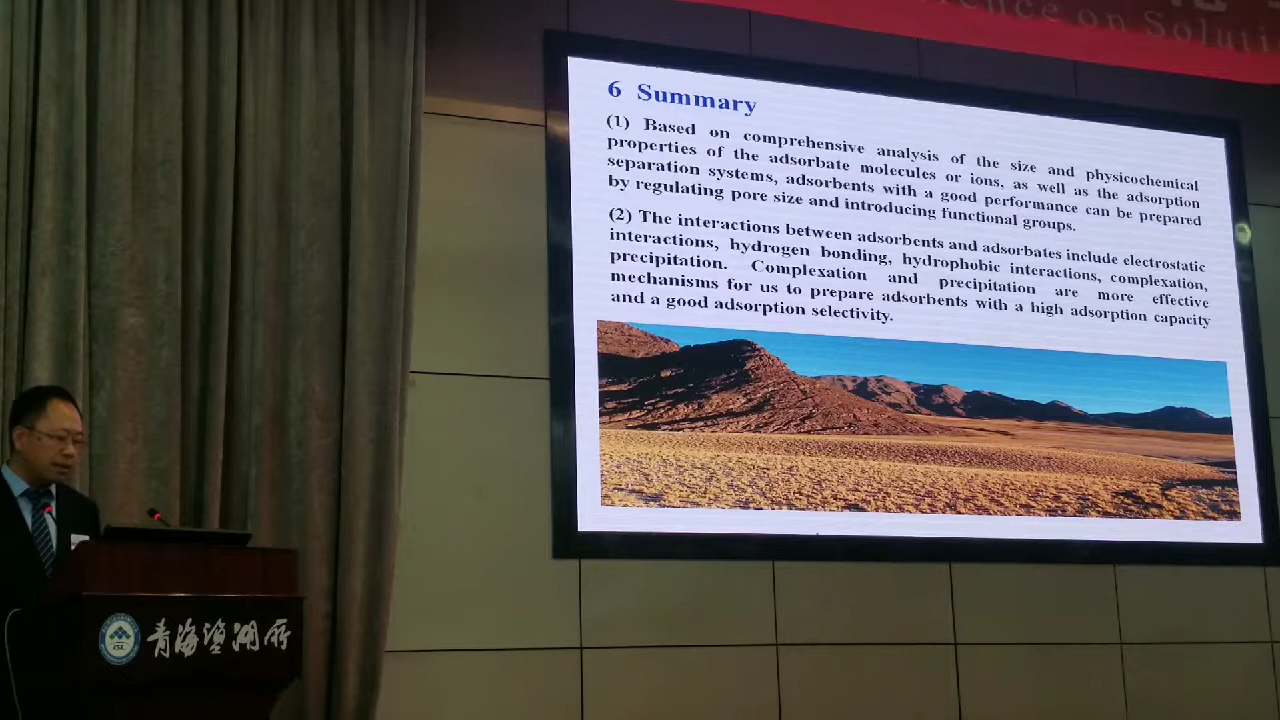 ence on Soluti
6 Summary
(1) Based on comprehensive analysis of the size and physicochemical
properties of the adsorbate molecules or ions, as well as the adsorption
separation systems, adsorbents with a good performance can be prepared
by regulating pore size and introducing functional groups.
(2) The interactions between adsorbents and adsorbates include electrostatic
interactions, hydrogen bonding, hydrophobic interactions, complexation,
precipitation. Complexation and precipitation are more effective
mechanisms for us to prepare adsorbents with a high adsorption capacity
and a good adsorption selectivity.
青海盐湖所
ISL